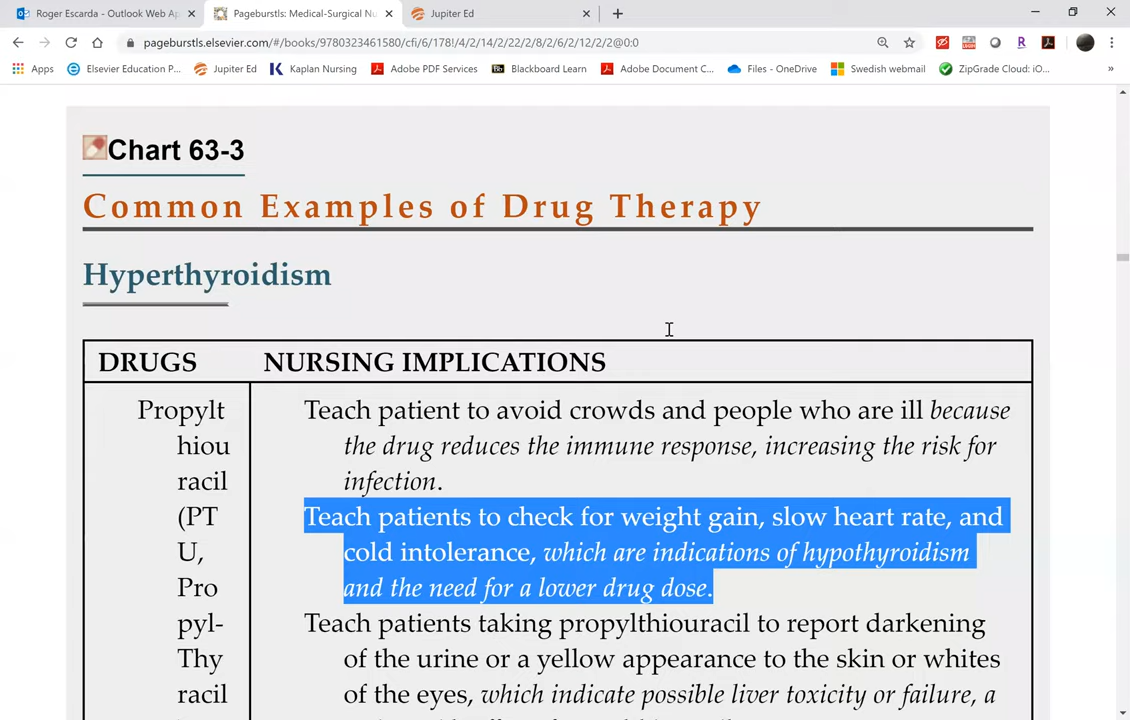 Roger Escarda - Outlook Web Ap
Pageburstls: Medical-Surgical Nu
Jupiter Ed
pageburstls.elsevier.com/#/books/9780323461580/cfi/6/178!/4/2/14/2/22/2/8/2/6/2/12/2/2@0:0
Apps
Elsevier Education P...
Jupiter Ed
Kaplan Nursing
Adobe PDF Services
Blackboard Learn
Adobe Document C...
Files - OneDrive
Swedish webmail
ZipGrade Cloud: iO...
»
Chart 63-3
Common Examples of Drug Therapy
Hyperthyroidism
DRUGS
NURSING IMPLICATIONS
Propylt
hiou
racil
(PT
U,
Pro
pyl-
Thy
racil
Teach patient to avoid crowds and people who are ill because
the drug reduces the immune response, increasing the risk for
infection.
Teach patients to check for weight gain, slow heart rate, and
cold intolerance, which are indications of hypothyroidism
and the need for a lower drug dose.
Teach patients taking propylthiouracil to report darkening
of the urine or a yellow appearance to the skin or whites
of the eyes, which indicate possible liver toxicity or failure, a